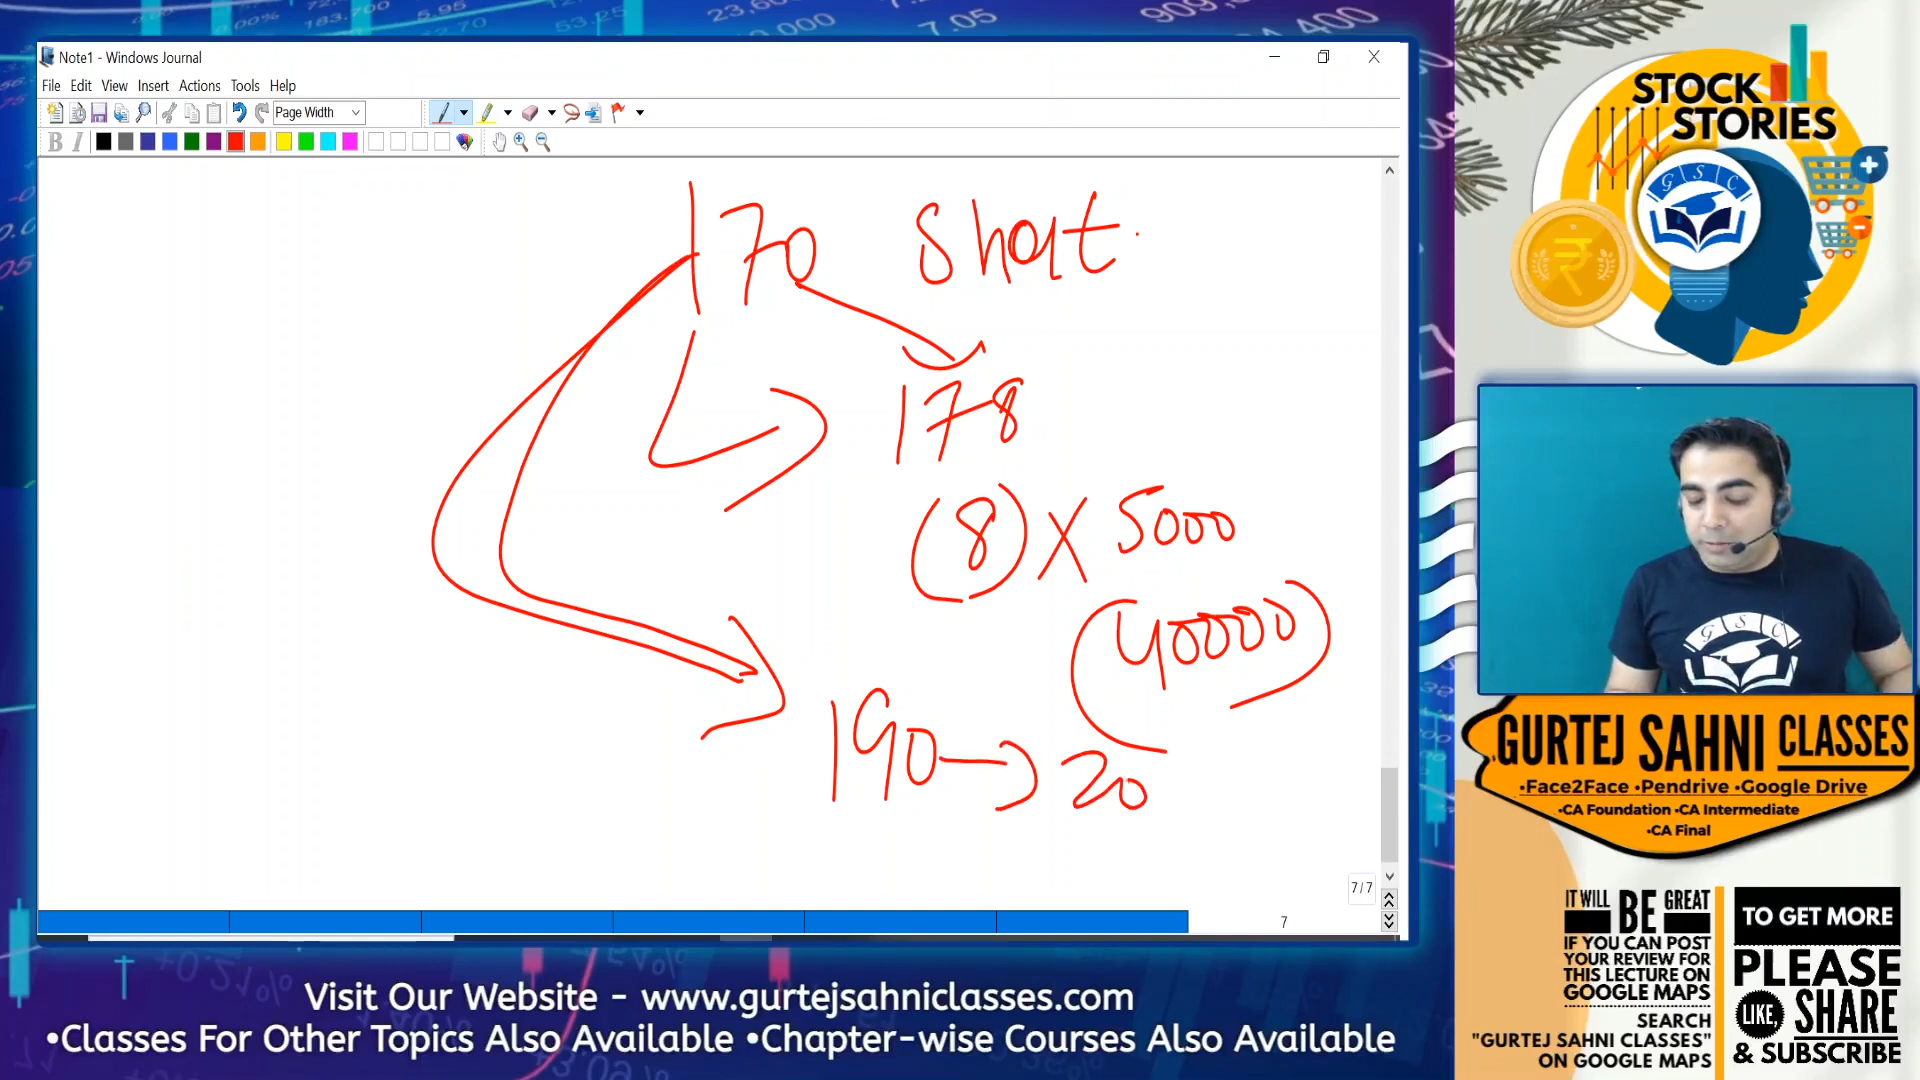 Note1 - Windows Journal
File Edit View Insert Actions Tools Help
Page Width
B I
170 Short.
178
(8) X 5000
(40000)
190 → 20
7 / 7
7
STOCK
STORIES
G S C
G S C
GURTEJ SAHNI CLASSES
•Face2Face •Pendrive •Google Drive
•CA Foundation •CA Intermediate
•CA Final
IT WILL BE GREAT
IF YOU CAN POST
YOUR REVIEW FOR
THIS LECTURE ON
GOOGLE MAPS
SEARCH
"GURTEJ SAHNI CLASSES"
ON GOOGLE MAPS
TO GET MORE
PLEASE
LIKE, SHARE
& SUBSCRIBE
Visit Our Website - www.gurtejsahniclasses.com
•Classes For Other Topics Also Available •Chapter-wise Courses Also Available